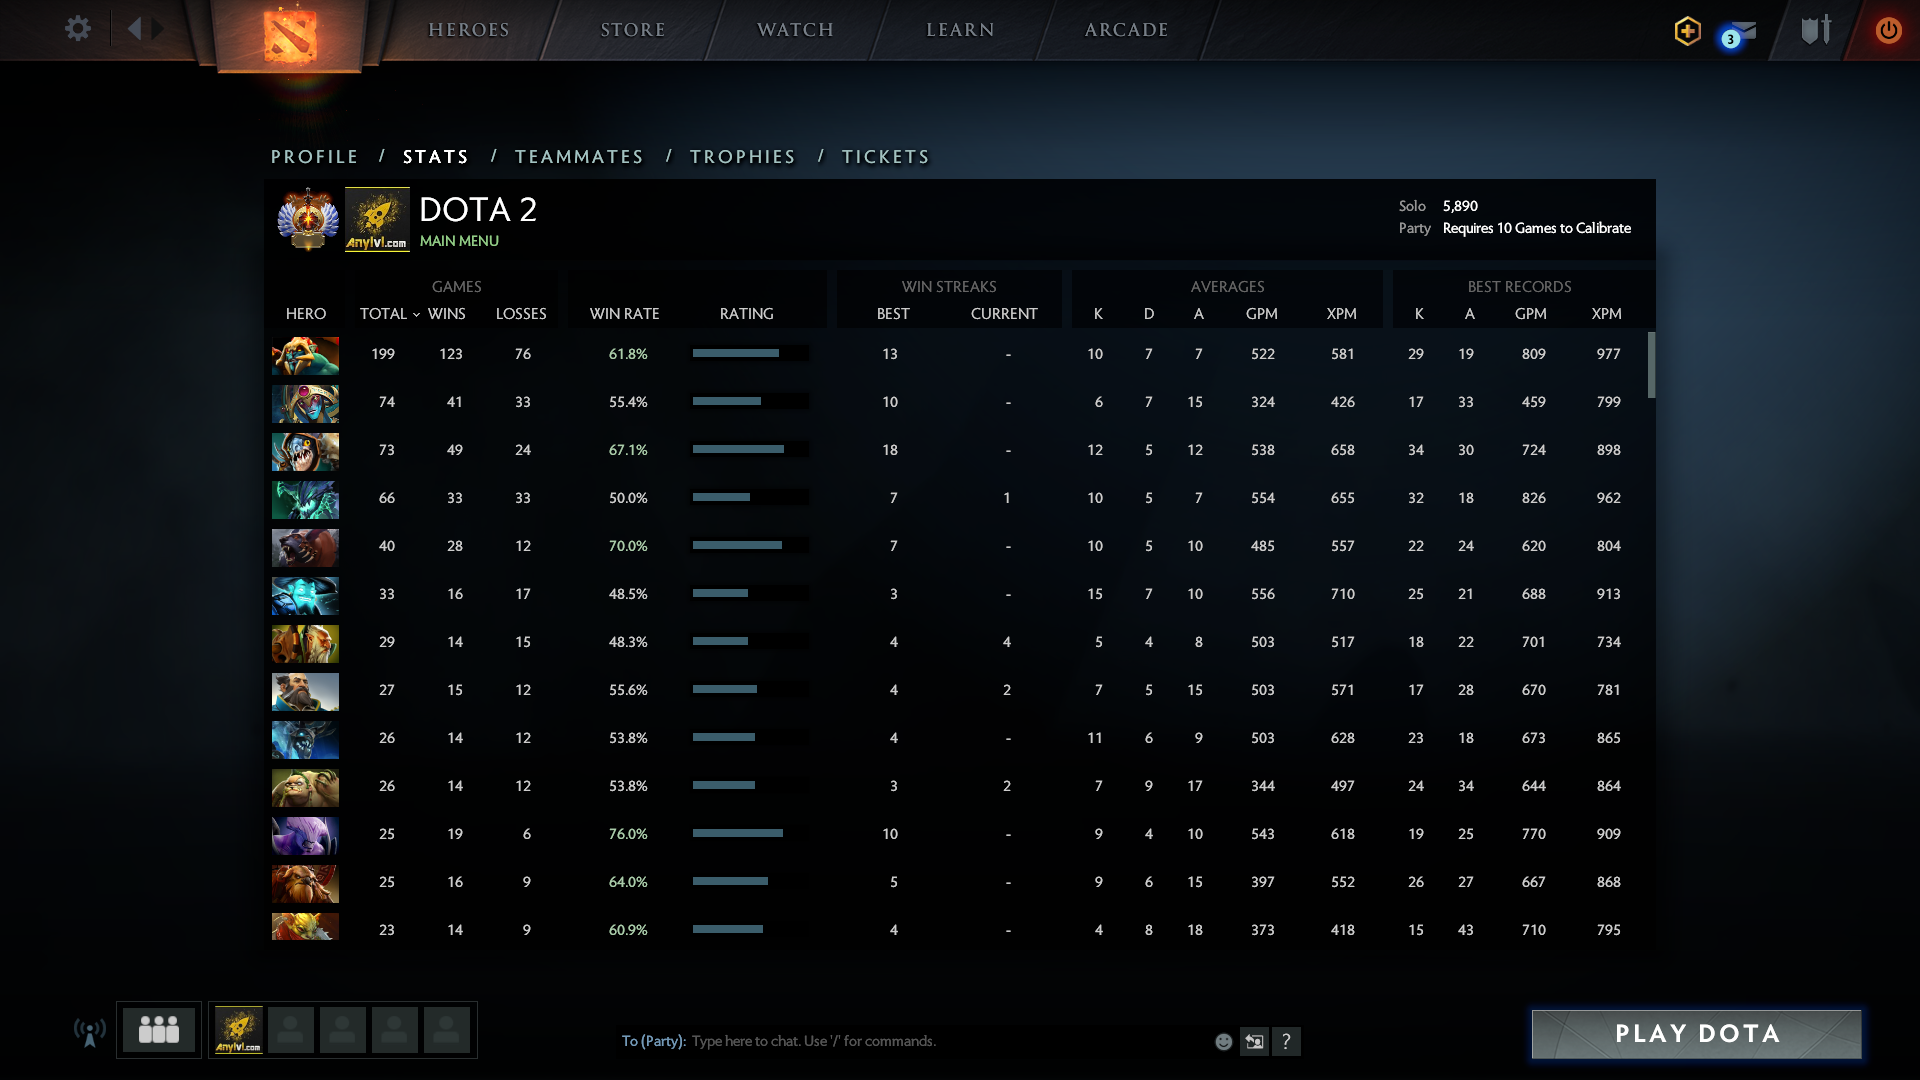 HEROES STORE WATCH LEARN ARCADE
3
PROFILE / STATS / TEAMMATES / TROPHIES / TICKETS
Anylvl.com
DOTA 2
MAIN MENU
Solo 5,890
Party Requires 10 Games to Calibrate
GAMES WIN STREAKS AVERAGES BEST RECORDS
HERO TOTAL WINS LOSSES WIN RATE RATING BEST CURRENT K D A GPM XPM K A GPM XPM
199 123 76 61.8% 13 - 10 7 7 522 581 29 19 809 977
74 41 33 55.4% 10 - 6 7 15 324 426 17 33 459 799
73 49 24 67.1% 18 - 12 5 12 538 658 34 30 724 898
66 33 33 50.0% 7 1 10 5 7 554 655 32 18 826 962
40 28 12 70.0% 7 - 10 5 10 485 557 22 24 620 804
33 16 17 48.5% 3 - 15 7 10 556 710 25 21 688 913
29 14 15 48.3% 4 4 5 4 8 503 517 18 22 701 734
27 15 12 55.6% 4 2 7 5 15 503 571 17 28 670 781
26 14 12 53.8% 4 - 11 6 9 503 628 23 18 673 865
26 14 12 53.8% 3 2 7 9 17 344 497 24 34 644 864
25 19 6 76.0% 10 - 9 4 10 543 618 19 25 770 909
25 16 9 64.0% 5 - 9 6 15 397 552 26 27 667 868
23 14 9 60.9% 4 - 4 8 18 373 418 15 43 710 795
Anylvl.com
To (Party): Type here to chat. Use '/' for commands.
?
PLAY DOTA